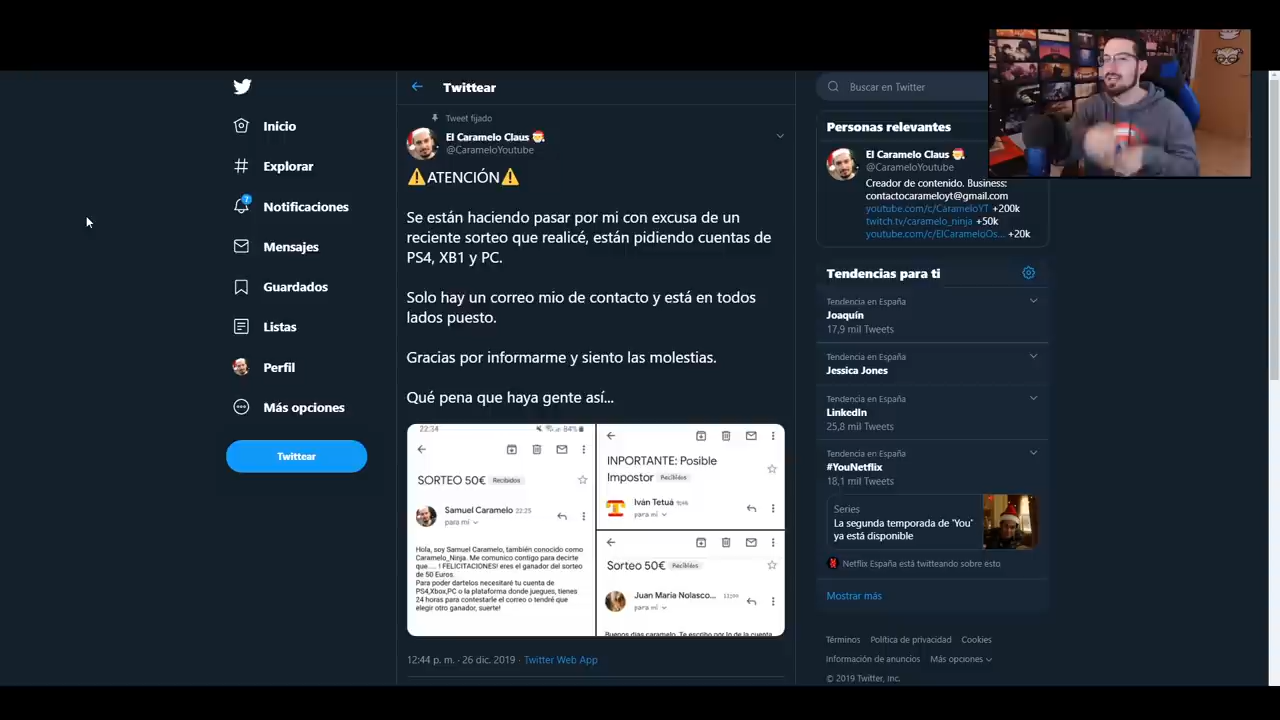 Inicio
Explorar
7
Notificaciones
Mensajes
Guardados
Listas
Perfil
Más opciones
Twittear
Twittear
Tweet fijado
El Caramelo Claus
@CarameloYoutube
⚠ATENCIÓN⚠
Se están haciendo pasar por mi con excusa de un
reciente sorteo que realicé, están pidiendo cuentas de
PS4, XB1 y PC.
Solo hay un correo mio de contacto y está en todos
lados puesto.
Gracias por informarme y siento las molestias.
Qué pena que haya gente así...
22:34
84%
SORTEO 50€ Recibidos
Samuel Caramelo 22:25
para mí
Hola, soy Samuel Caramelo, también conocido como
Caramelo_Ninja. Me comunico contigo para decirte
que.... ! FELICITACIONES! eres el ganador del sorteo
de 50 Euros.
Para poder dartelos necesitaré tu cuenta de
PS4,Xbox,PC o la plataforma donde juegues, tienes
24 horas para contestarle el correo o tendré que
elegir otro ganador, suerte!
INPORTANTE: Posible
Impostor Recibidos
Iván Tetuá
para mí
Sorteo 50€ Recibidos
Juan María Nolasco...
para mí
Buenos días caramelo. Te escribo por lo de la cuenta
12:44 p. m. · 26 dic. 2019 · Twitter Web App
Buscar en Twitter
Personas relevantes
El Caramelo Claus
@CarameloYoutube
Creador de contenido. Business:
contactocarameloyt@gmail.com
youtube.com/c/CarameloYT +200k
twitch.tv/caramelo_ninja +50k
youtube.com/c/ElCarameloOs... +20k
Tendencias para ti
Tendencia en España
Joaquín
17,9 mil Tweets
Tendencia en España
Jessica Jones
Tendencia en España
LinkedIn
25,8 mil Tweets
Tendencia en España
#YouNetflix
18,1 mil Tweets
Series
La segunda temporada de 'You'
ya está disponible
Netflix España está twitteando sobre esto
Mostrar más
Términos Política de privacidad Cookies
Información de anuncios Más opciones
© 2019 Twitter, Inc.